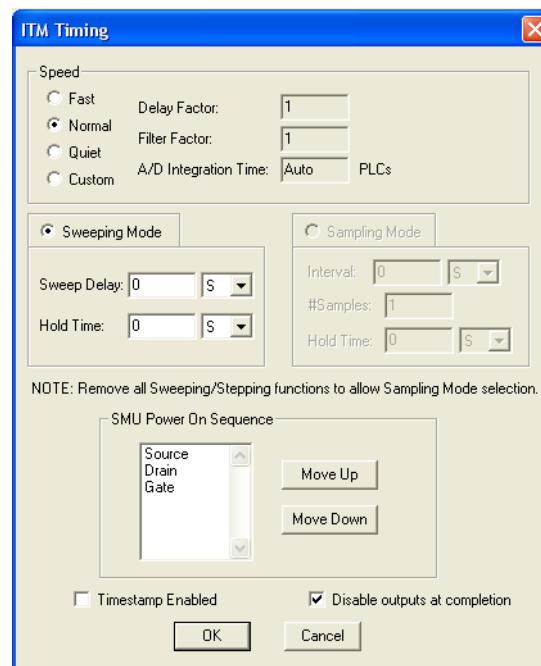 ITM Timing
Speed
Fast
Normal
Quiet
Custom
Delay Factor: 1
Filter Factor: 1
A/D Integration Time: Auto PLCs
Sweeping Mode
Sweep Delay: 0 S
Hold Time: 0 S
Sampling Mode
Interval: 0 S
#Samples: 1
Hold Time: 0 S
NOTE: Remove all Sweeping/Stepping functions to allow Sampling Mode selection.
SMU Power On Sequence
Source
Drain
Gate
Move Up
Move Down
Timestamp Enabled
Disable outputs at completion
OK
Cancel